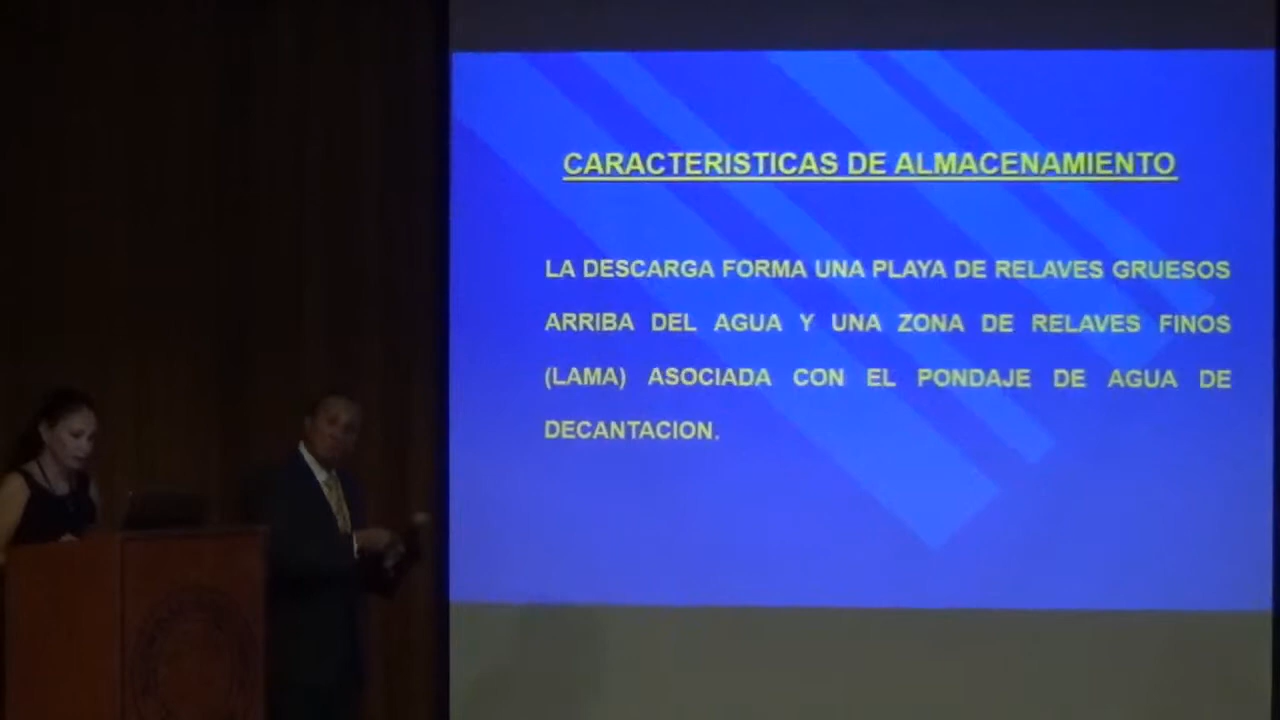 CARACTERISTICAS DE ALMACENAMIENTO
LA DESCARGA FORMA UNA PLAYA DE RELAVES GRUESOS
ARRIBA DEL AGUA Y UNA ZONA DE RELAVES FINOS
(LAMA) ASOCIADA CON EL PONDAJE DE AGUA DE
DECANTACION.